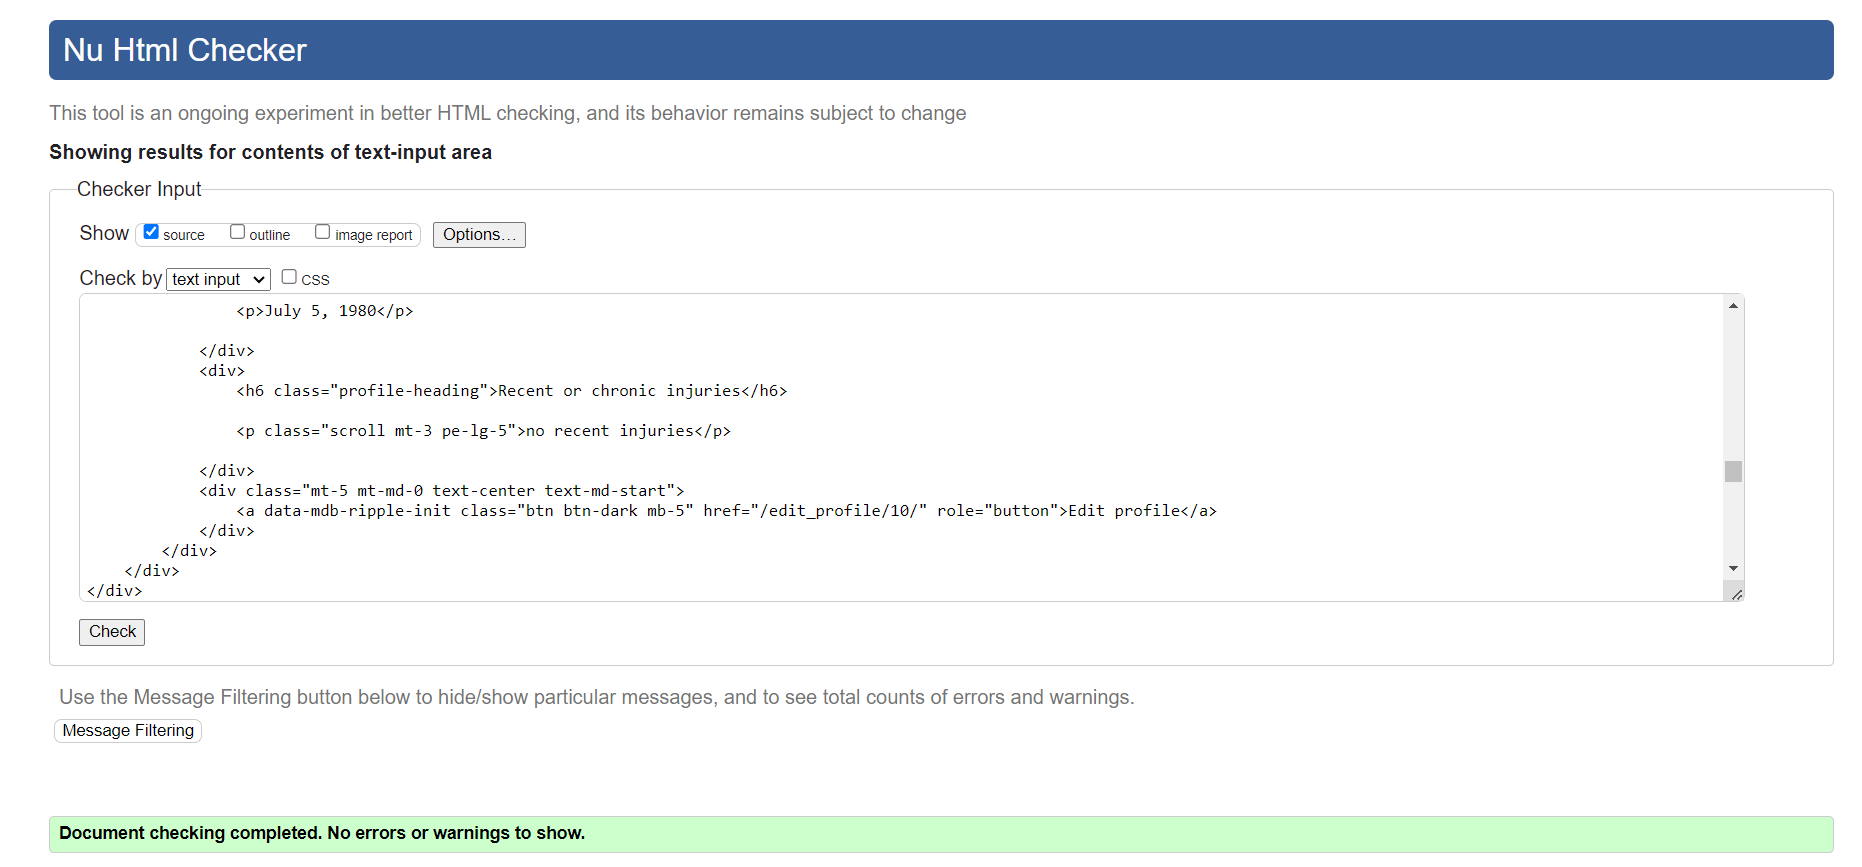 Nu Html Checker
This tool is an ongoing experiment in better HTML checking, and its behavior remains subject to change
Showing results for contents of text-input area
Checker Input
Show source outline image report Options...
Check by text input CSS
<p>July 5, 1980</p>
</div>
<div>
<h6 class="profile-heading">Recent or chronic injuries</h6>
<p class="scroll mt-3 pe-lg-5">no recent injuries</p>
</div>
<div class="mt-5 mt-md-0 text-center text-md-start">
<a data-mdb-ripple-init class="btn btn-dark mb-5" href="/edit_profile/10/" role="button">Edit profile</a>
</div>
</div>
</div>
</div>
Check
Use the Message Filtering button below to hide/show particular messages, and to see total counts of errors and warnings.
Message Filtering
Document checking completed. No errors or warnings to show.